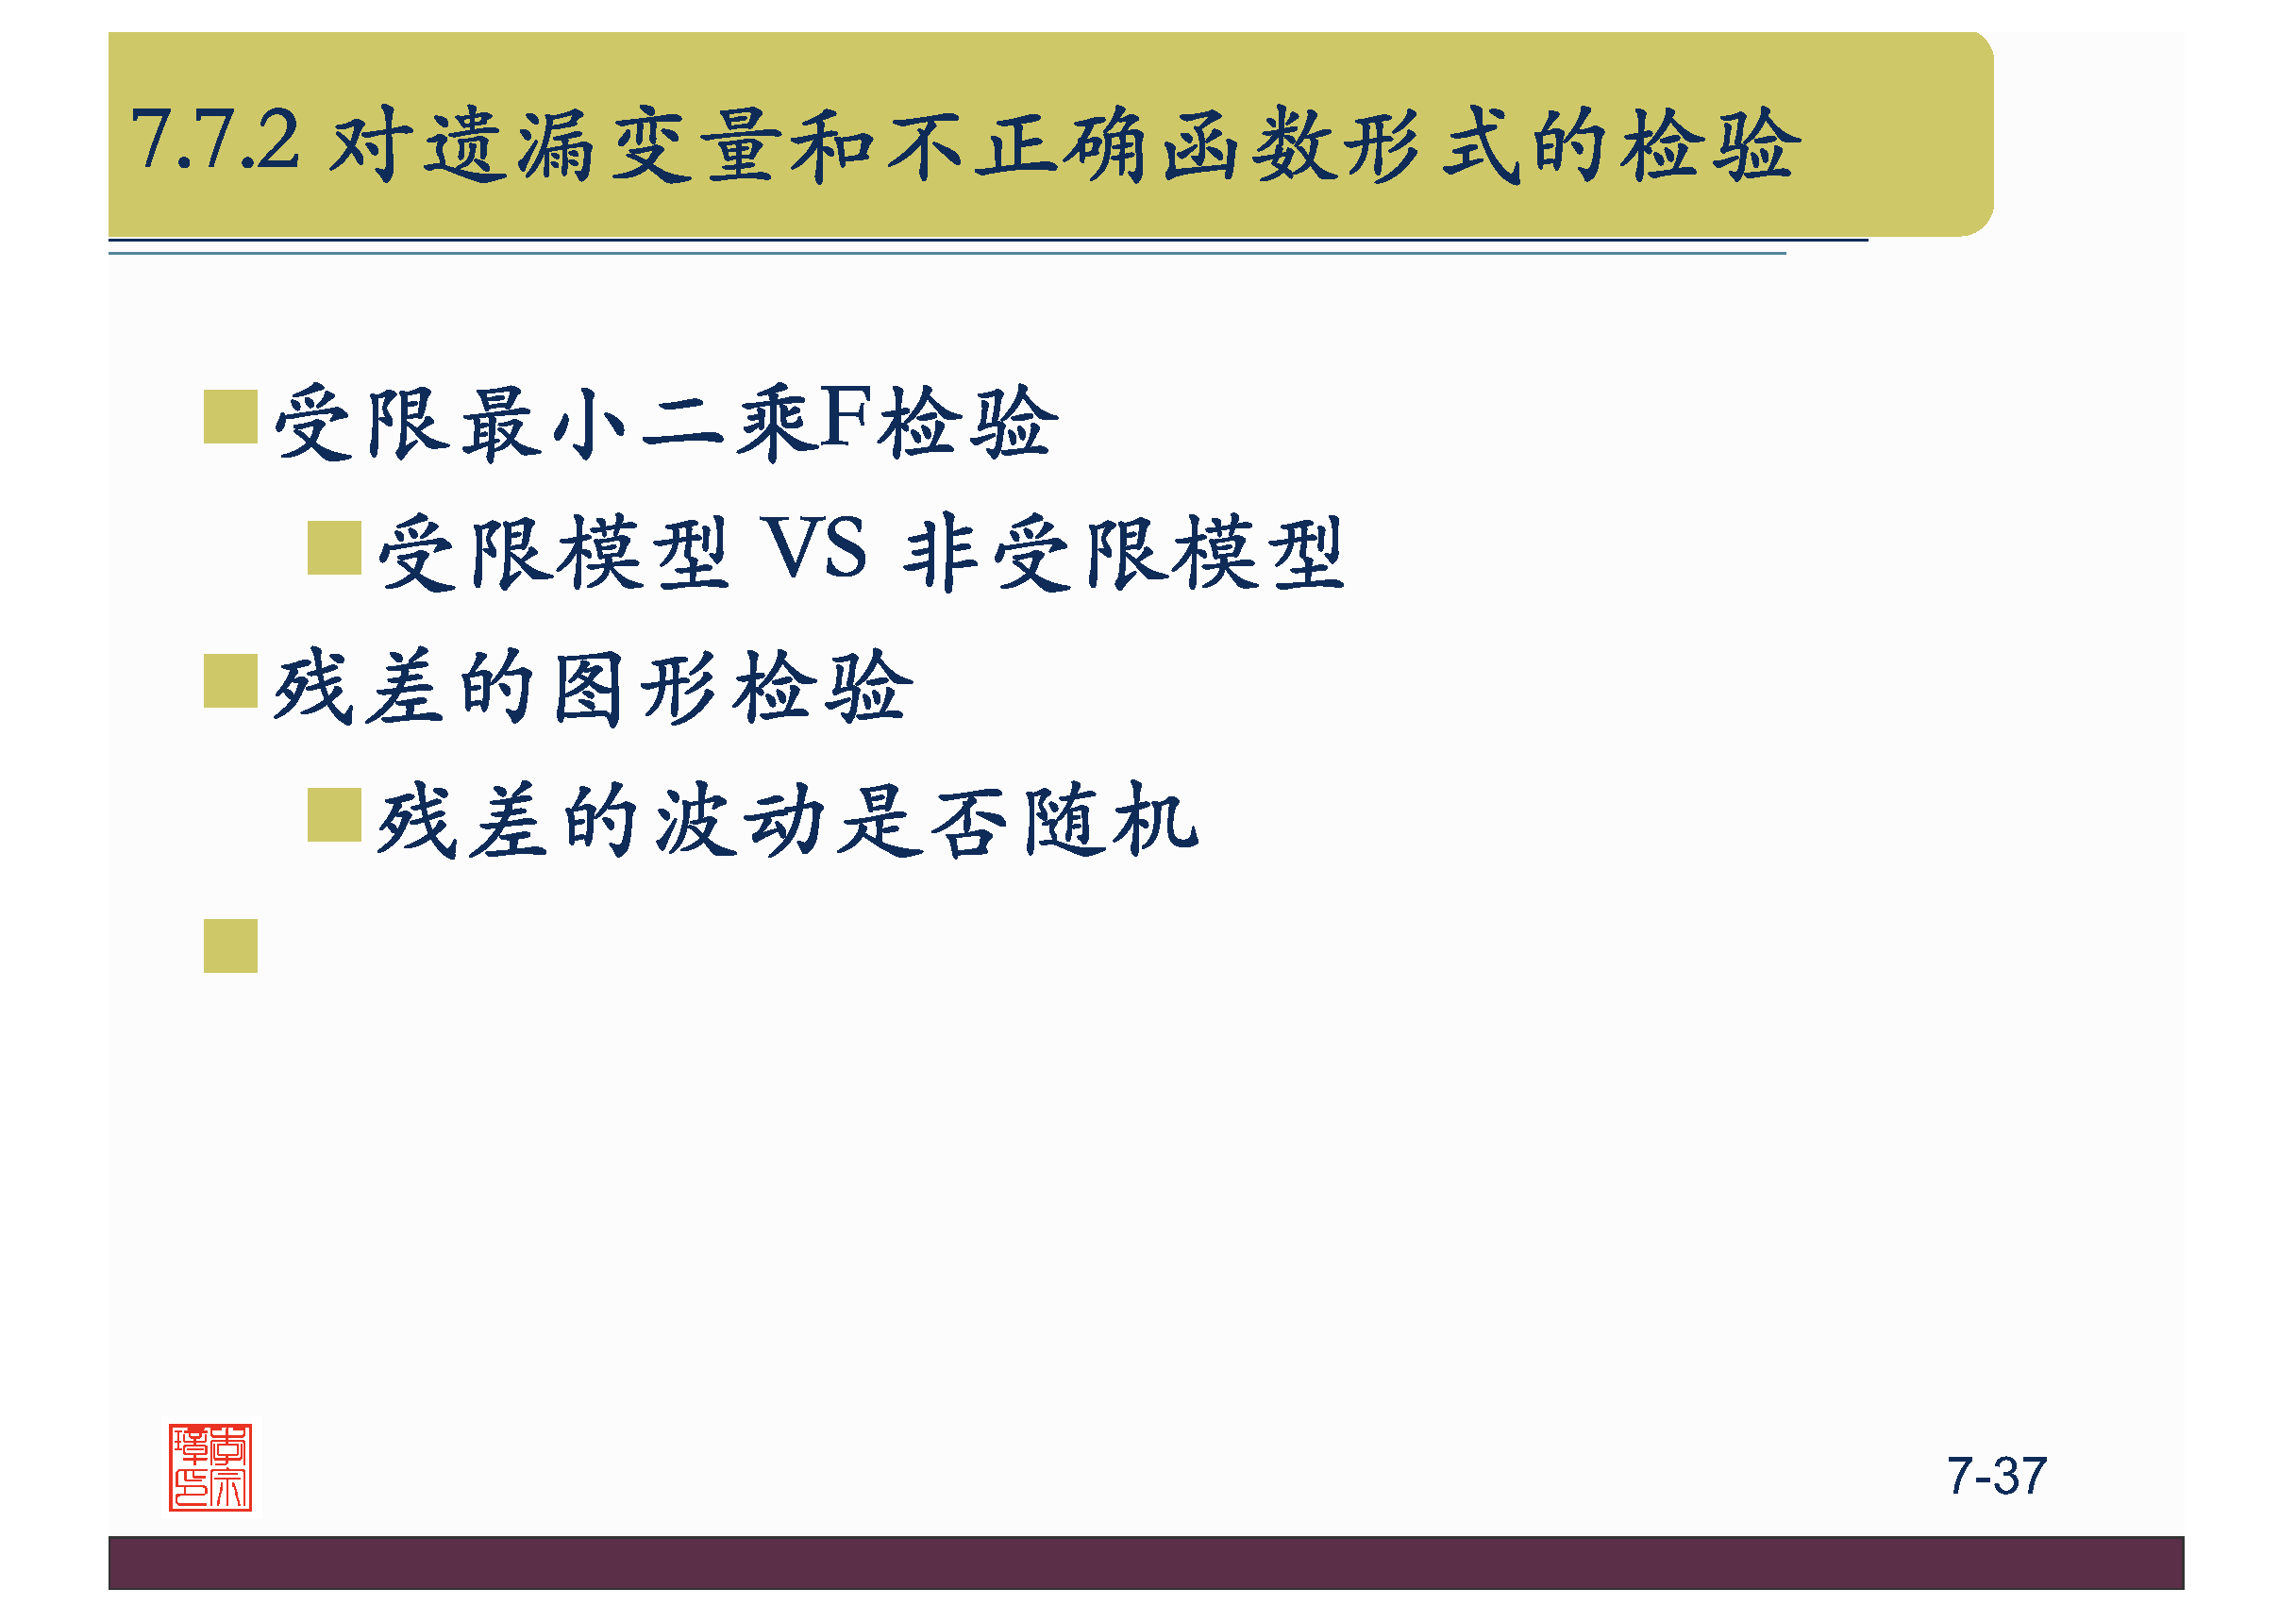 7.7.2 对遗漏变量和不正确函数形式的检验
受限最小二乘F检验
受限模型 VS 非受限模型
残差的图形检验
残差的波动是否随机
7-37